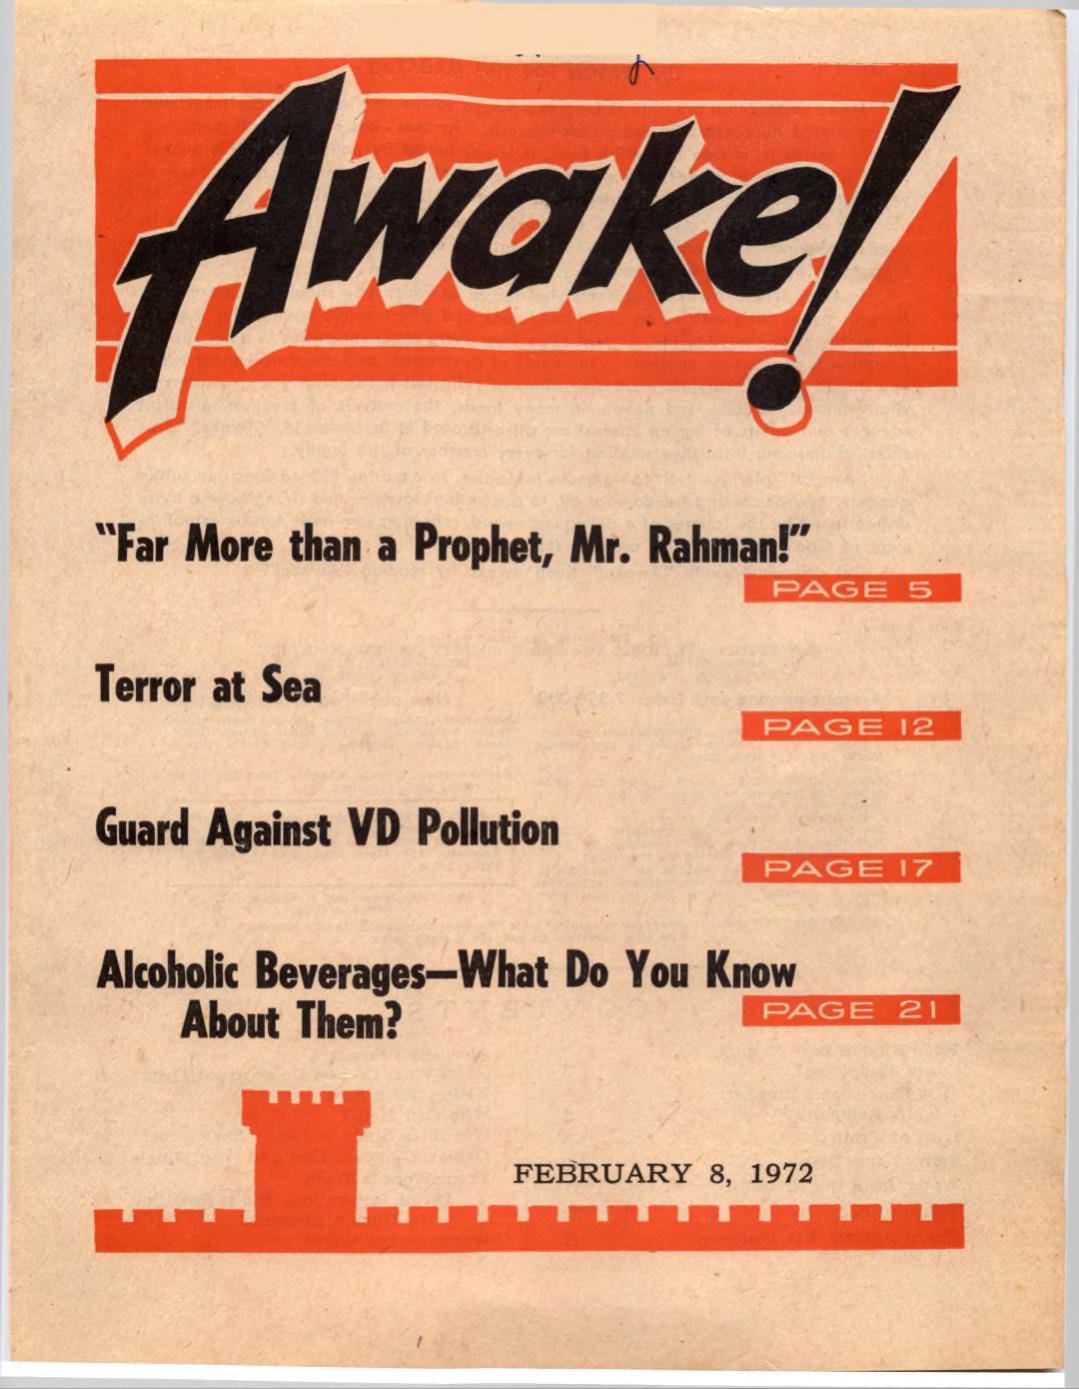 Awake!
"Far More than a Prophet, Mr. Rahman!"
PAGE 5
Terror at Sea
PAGE 12
Guard Against VD Pollution
PAGE 17
Alcoholic Beverages—What Do You Know
About Them?
PAGE 21
FEBRUARY 8, 1972